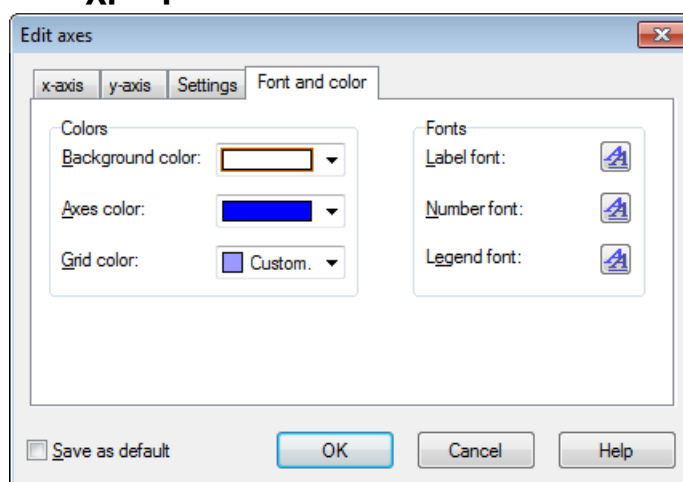 Edit axes
x-axis y-axis Settings Font and color
Colors
Background color:
Axes color:
Grid color: Custom.
Fonts
Label font:
Number font:
Legend font:
Save as default OK Cancel Help